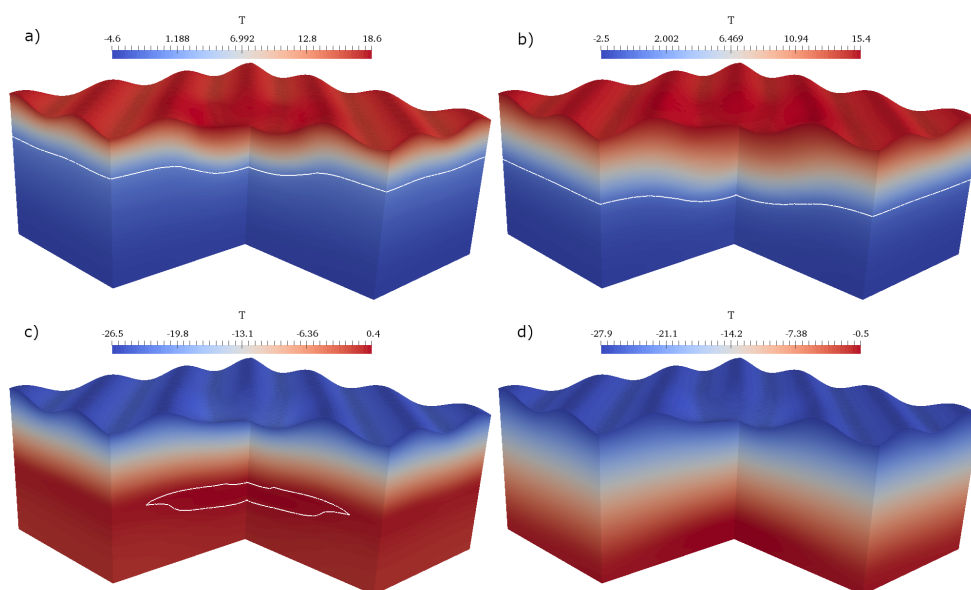 T
a)
-4.6 1.188 6.992 12.8 18.6
T
b)
-2.5 2.002 6.469 10.94 15.4
T
c)
-26.5 -19.8 -13.1 -6.36 0.4
T
d)
-27.9 -21.1 -14.2 -7.38 -0.5